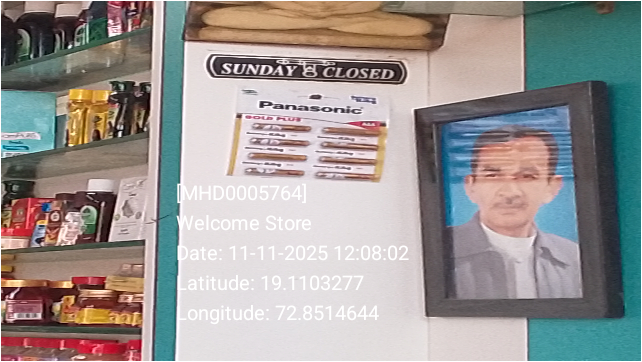 SUNDAY & CLOSED
Panasonic
GOLD PLUS
AAA
[MHD0005764]
Welcome Store
Date: 11-11-2025 12:08:02
Latitude: 19.1103277
Longitude: 72.8514644